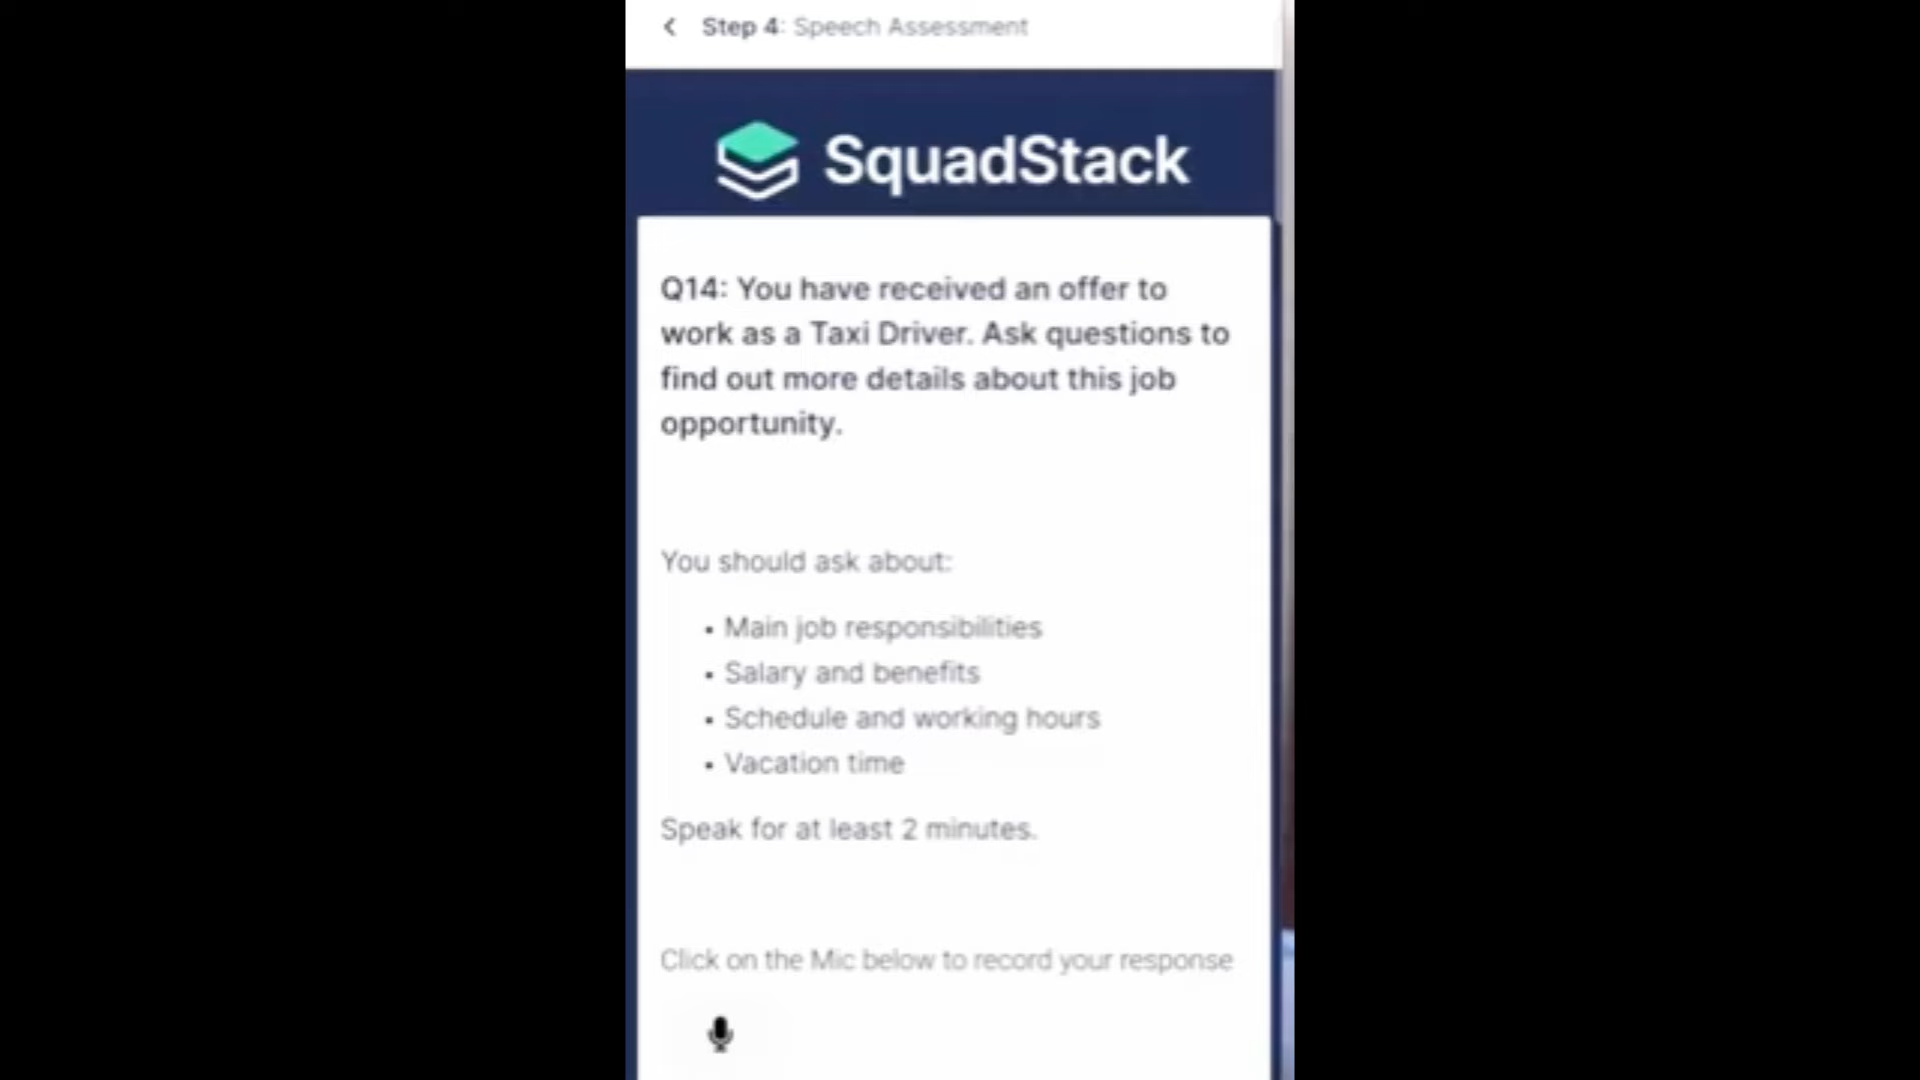 Step 4: Speech Assessment
SquadStack
Q14: You have received an offer to
work as a Taxi Driver. Ask questions to
find out more details about this job
opportunity.
You should ask about:
• Main job responsibilities
• Salary and benefits
• Schedule and working hours
• Vacation time
Speak for at least 2 minutes.
Click on the Mic below to record your response